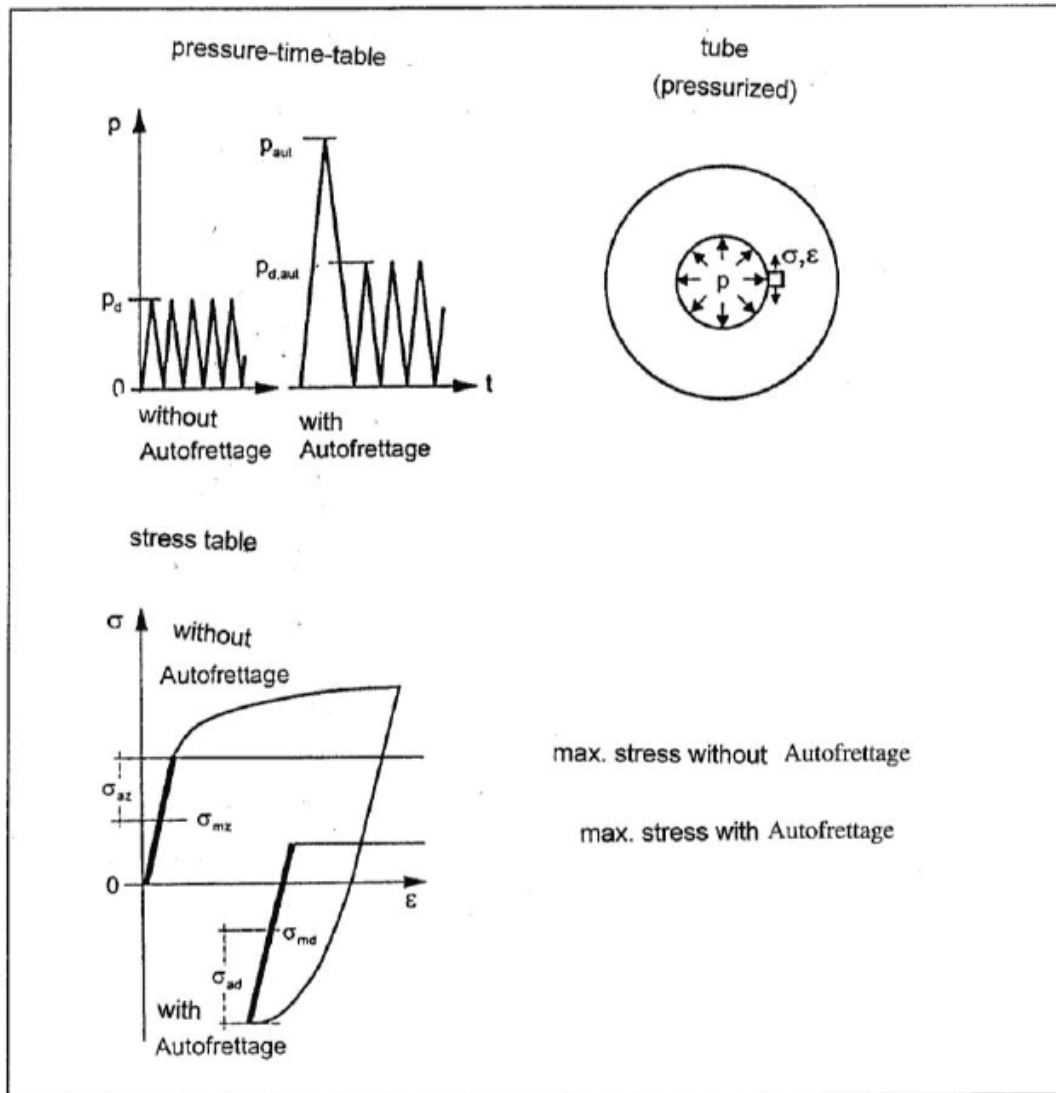 pressure-time-table
tube
(pressurized)
p
p_aut
p_d,aut
p_d
0
t
without
Autofrettage
with
Autofrettage
σ,ε
p
stress table
σ
without
Autofrettage
σ_az
σ_mz
max. stress without Autofrettage
max. stress with Autofrettage
0
ε
σ_md
σ_ad
with
Autofrettage